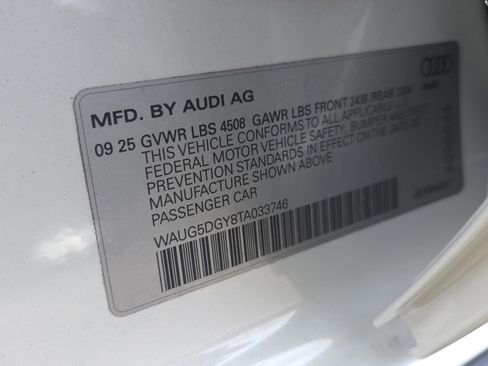 MFD. BY AUDI AG
09 25 GVWR LBS 4508 GAWR LBS FRONT 2438 /REAR
THIS VEHICLE CONFORMS TO ALL APPLICABLE U.S.
FEDERAL MOTOR VEHICLE SAFETY, BUMPER AND THEFT
PREVENTION STANDARDS IN EFFECT ON THE DATE OF
MANUFACTURE SHOWN ABOVE
PASSENGER CAR
WAUG5DGY8TA033746